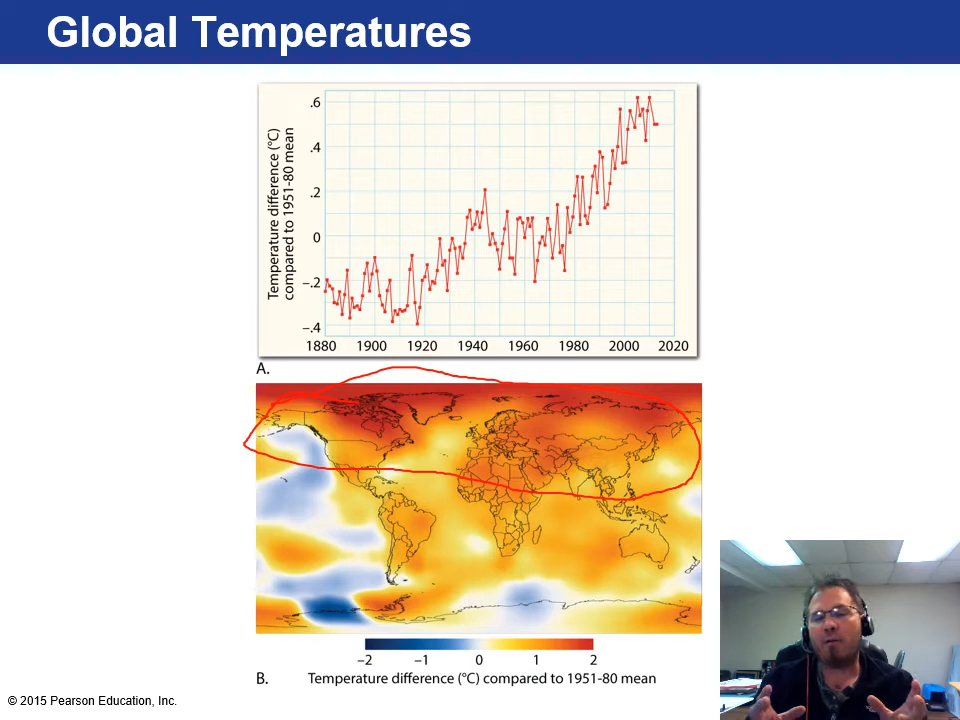 Global Temperatures
Temperature difference (°C)
compared to 1951-80 mean
.6
.4
.2
0
–.2
–.4
1880 1900 1920 1940 1960 1980 2000 2020
A.
–2 –1 0 1 2
B. Temperature difference (°C) compared to 1951-80 mean
© 2015 Pearson Education, Inc.